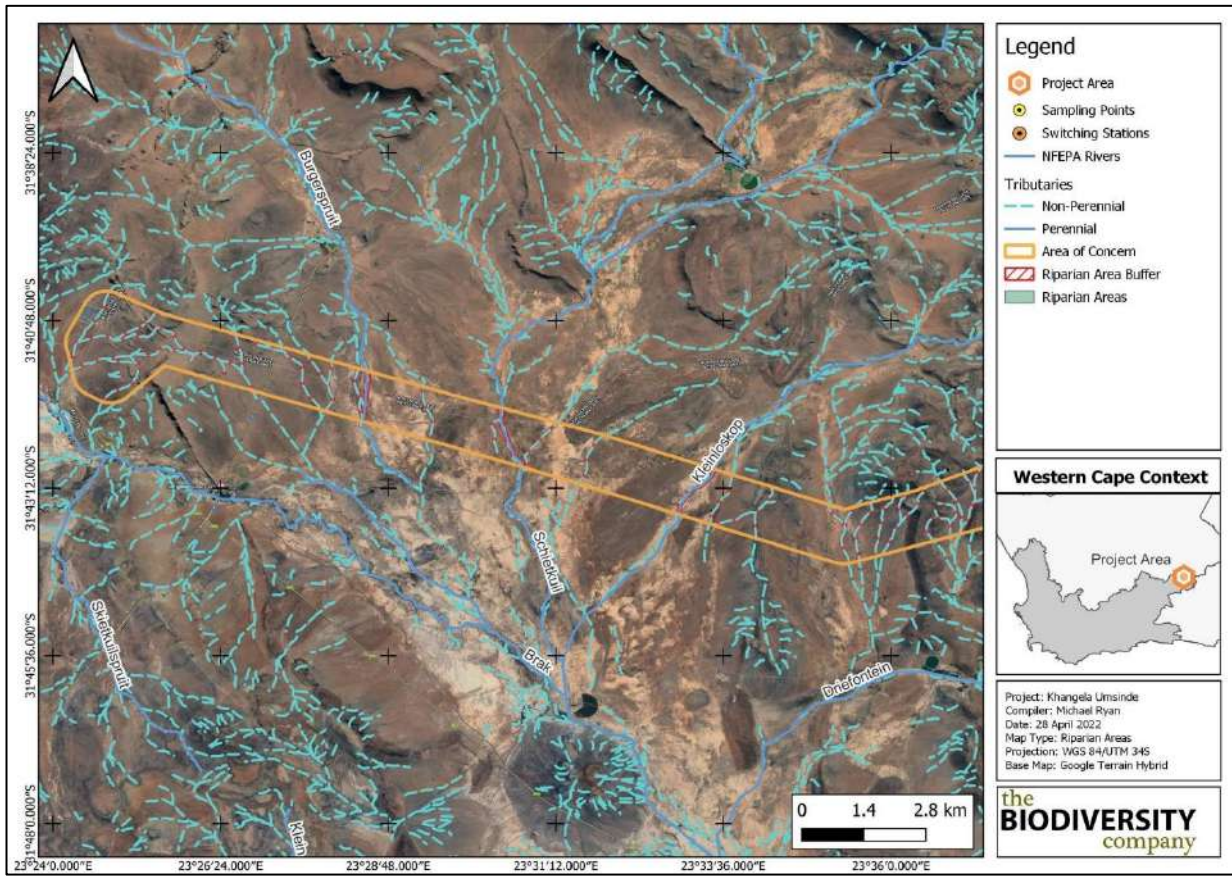 31°38'24.000"S
31°40'48.000"S
31°43'12.000"S
31°45'36.000"S
31°48'0.000"S
Burgerspruit
Kleinloskop
Schietkuil
Brak
Skietkuilspruit
Driefontein
Klein
0 1.4 2.8 km
23°24'0.000"E
23°26'24.000"E
23°28'48.000"E
23°31'12.000"E
23°33'36.000"E
23°36'0.000"E
Legend
Project Area
Sampling Points
Switching Stations
NFEPA Rivers
Tributaries
Non-Perennial
Perennial
Area of Concern
Riparian Area Buffer
Riparian Areas
Western Cape Context
Project Area
Project: Khangela Umsinde
Compiler: Michael Ryan
Date: 28 April 2022
Map Type: Riparian Areas
Projection: WGS 84/UTM 34S
Base Map: Google Terrain Hybrid
the
BIODIVERSITY
company